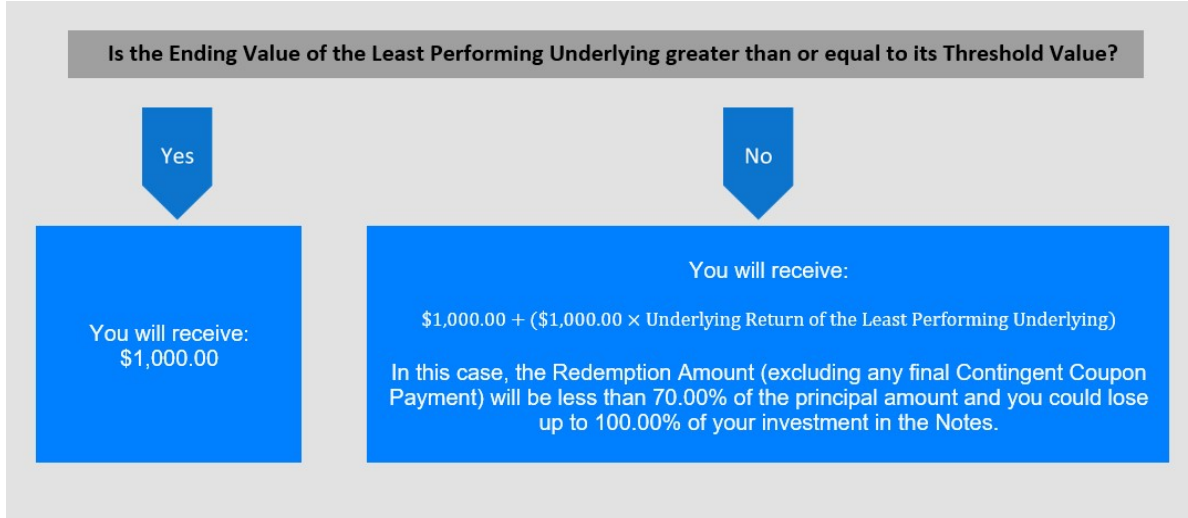 Is the Ending Value of the Least Performing Underlying greater than or equal to its Threshold Value?
Yes
No
You will receive:
$1,000.00
You will receive:
$1,000.00 + ($1,000.00 × Underlying Return of the Least Performing Underlying)
In this case, the Redemption Amount (excluding any final Contingent Coupon
Payment) will be less than 70.00% of the principal amount and you could lose
up to 100.00% of your investment in the Notes.